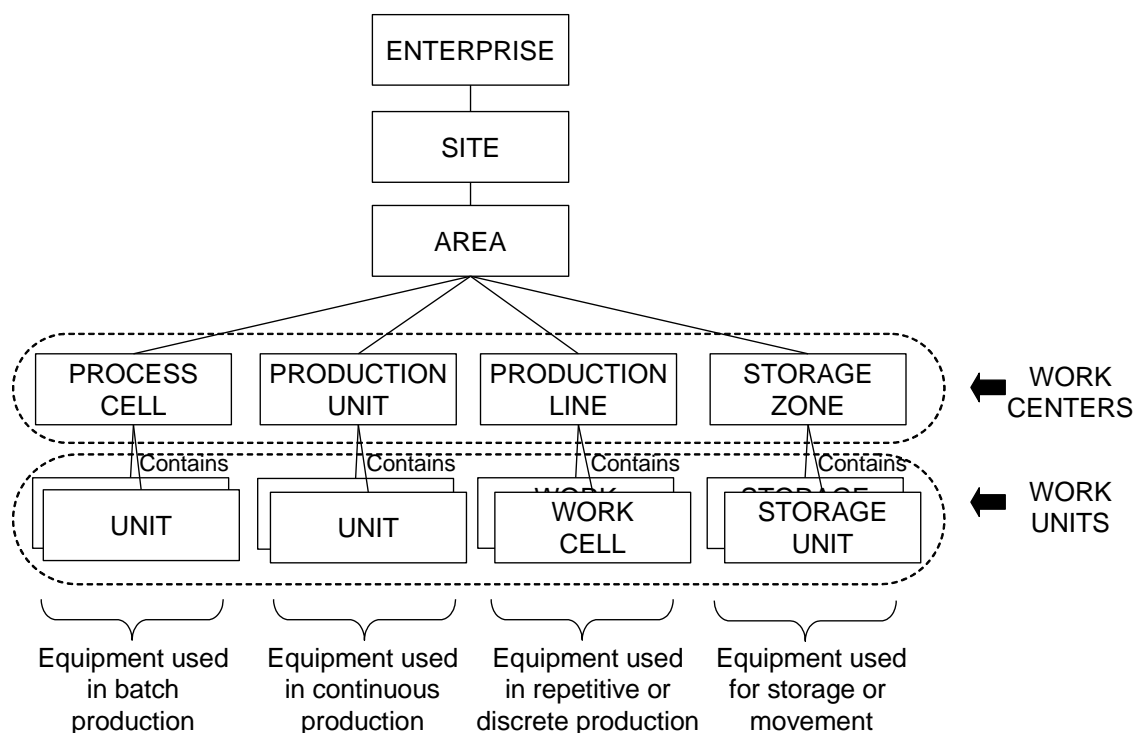 ENTERPRISE
SITE
AREA
PROCESS
CELL
PRODUCTION
UNIT
PRODUCTION
LINE
STORAGE
ZONE
WORK
CENTERS
Contains
Contains
Contains
Contains
UNIT
UNIT
WORK
WORK
CELL
STORAGE
STORAGE
UNIT
WORK
UNITS
Equipment used
in batch
production
Equipment used
in continuous
production
Equipment used
in repetitive or
discrete production
Equipment used
for storage or
movement